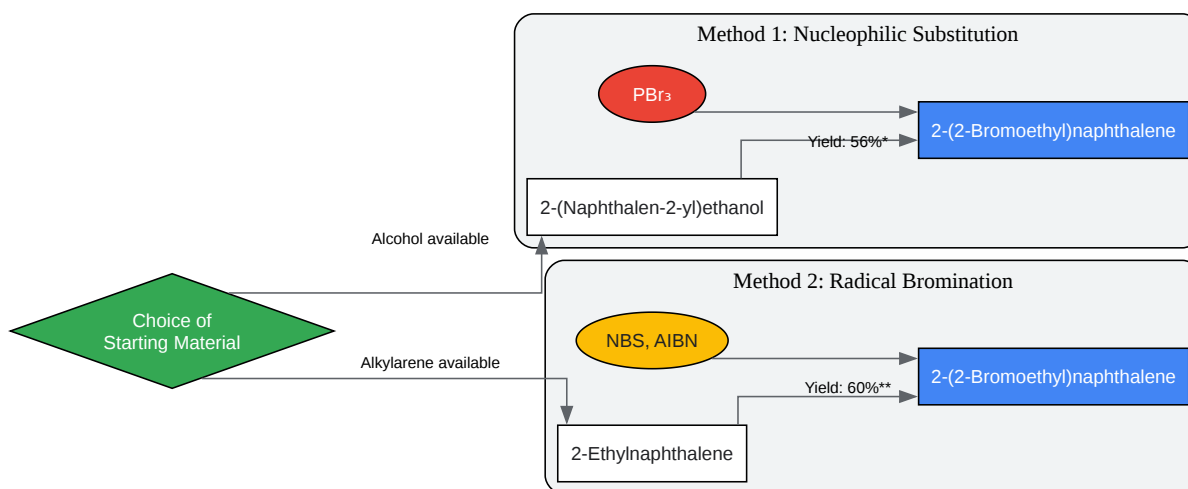 Method 1: Nucleophilic Substitution
PBr₃
2-(2-Bromoethyl)naphthalene
Yield: 56%*
2-(Naphthalen-2-yl)ethanol
Alcohol available
Method 2: Radical Bromination
Choice of
Starting Material
NBS, AIBN
Alkylarene available
2-(2-Bromoethyl)naphthalene
Yield: 60%**
2-Ethylnaphthalene